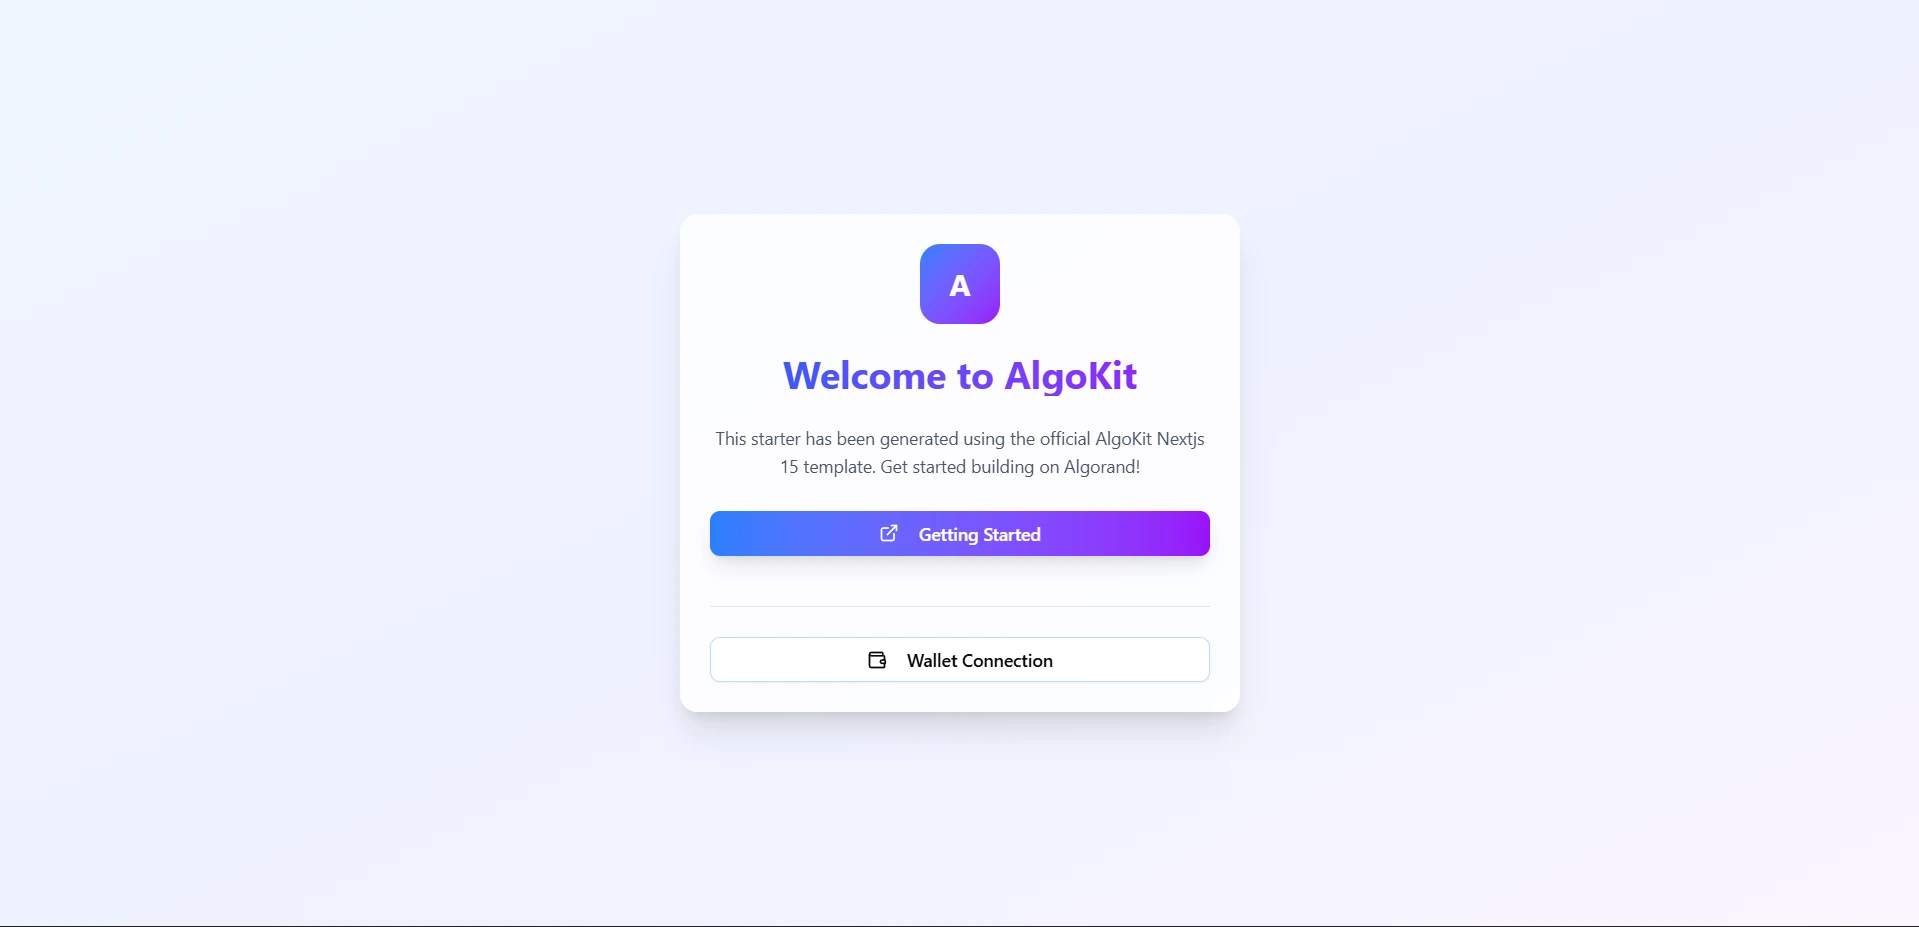 A
Welcome to AlgoKit
This starter has been generated using the official AlgoKit Nextjs
15 template. Get started building on Algorand!
Getting Started
Wallet Connection